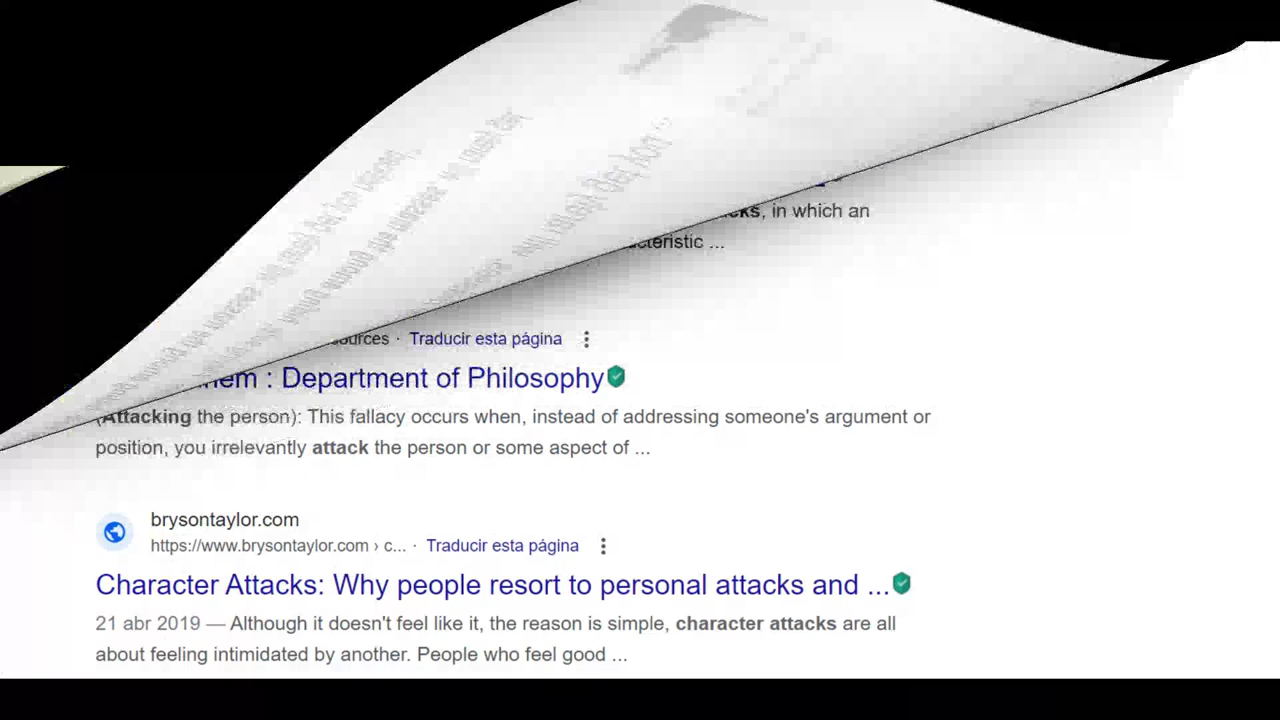 , in which an
...
· Traducir esta página
: Department of Philosophy
(Attacking the person): This fallacy occurs when, instead of addressing someone's argument or
position, you irrelevantly attack the person or some aspect of ...
brysontaylor.com
https://www.brysontaylor.com › c... · Traducir esta página
Character Attacks: Why people resort to personal attacks and ...
21 abr 2019 — Although it doesn't feel like it, the reason is simple, character attacks are all
about feeling intimidated by another. People who feel good ...